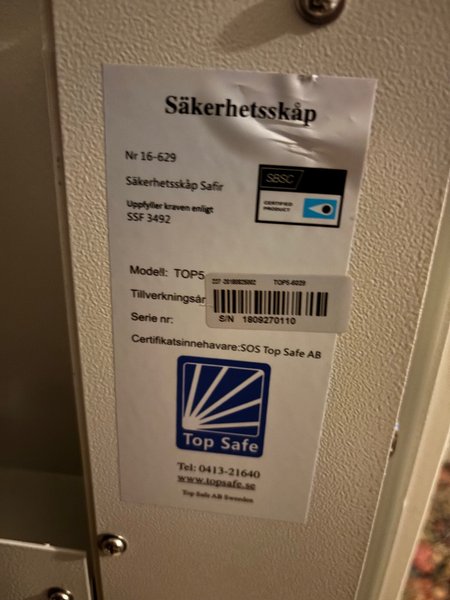 Säkerhetsskåp
Nr 16-629
Säkerhetsskåp Safir
Uppfyller kraven enligt
SSF 3492
SBSC
CERTIFIED
PRODUCT
Modell: TOP5
TOP5-6029
Tillverkningsår
S/N 1809270110
Serie nr:
Certifikatsinnehavare:SOS Top Safe AB
Top Safe
Tel: 0413-21640
www.topsafe.se
Top Safe AB Sweden